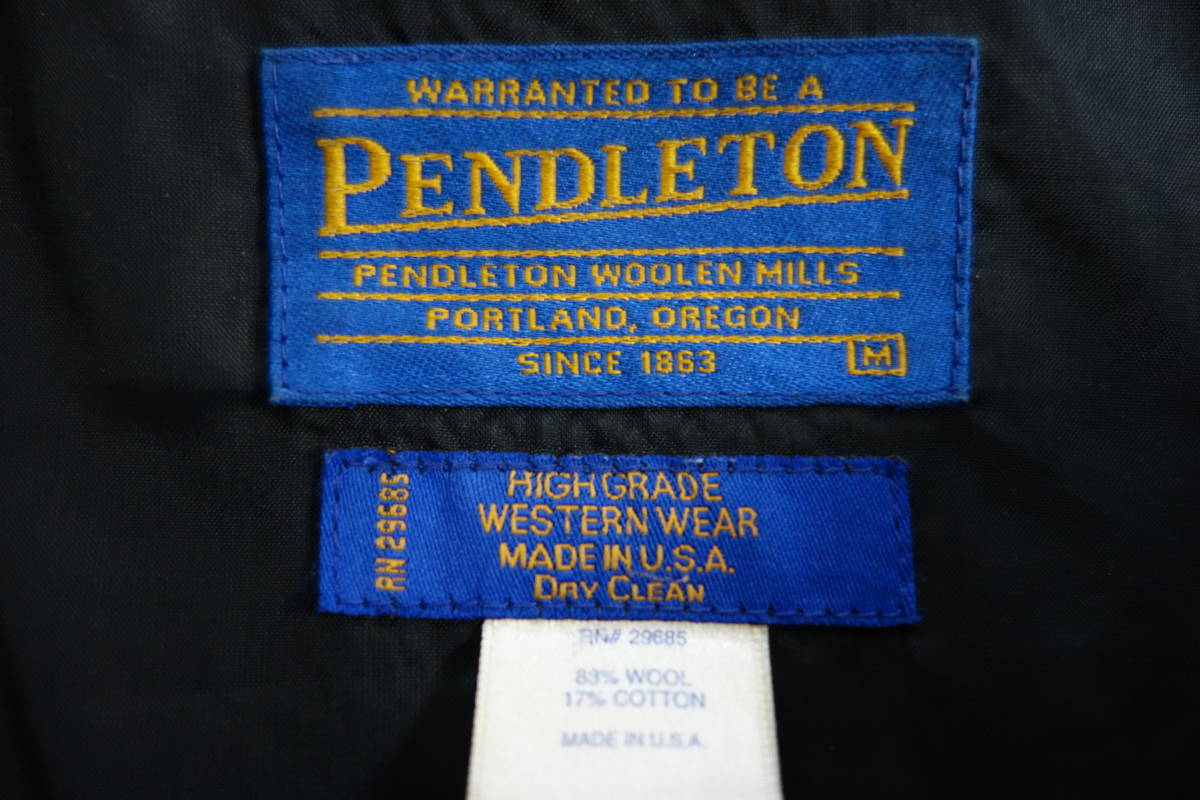 WARRANTED TO BE A
PENDLETON
PENDLETON WOOLEN MILLS
PORTLAND, OREGON
SINCE 1863
M
RN 29685
HIGH GRADE
WESTERN WEAR
MADE IN U.S.A.
DRY CLEAN
RN# 29685
83% WOOL
17% COTTON
MADE IN U.S.A.